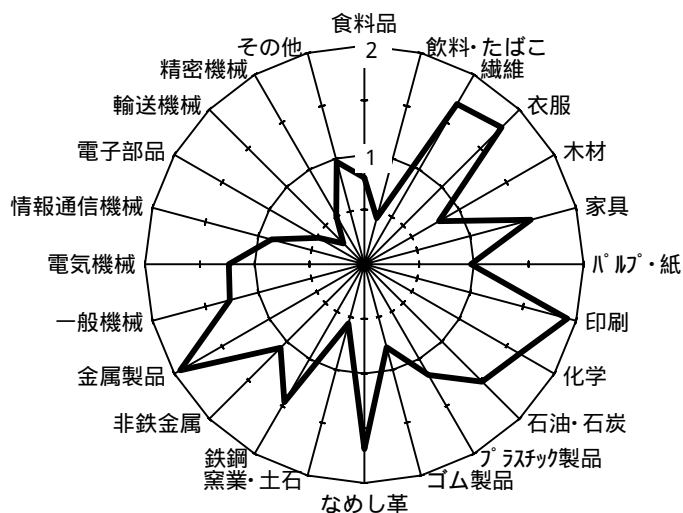 食料品
2
1
飲料・たばこ
繊維
衣服
木材
家具
ﾊﾟﾙﾌﾟ・紙
印刷
化学
石油・石炭
ﾌﾟﾗｽﾁｯｸ製品
ゴム製品
なめし革
窯業・土石
鉄鋼
非鉄金属
金属製品
一般機械
電気機械
情報通信機械
電子部品
輸送機械
精密機械
その他